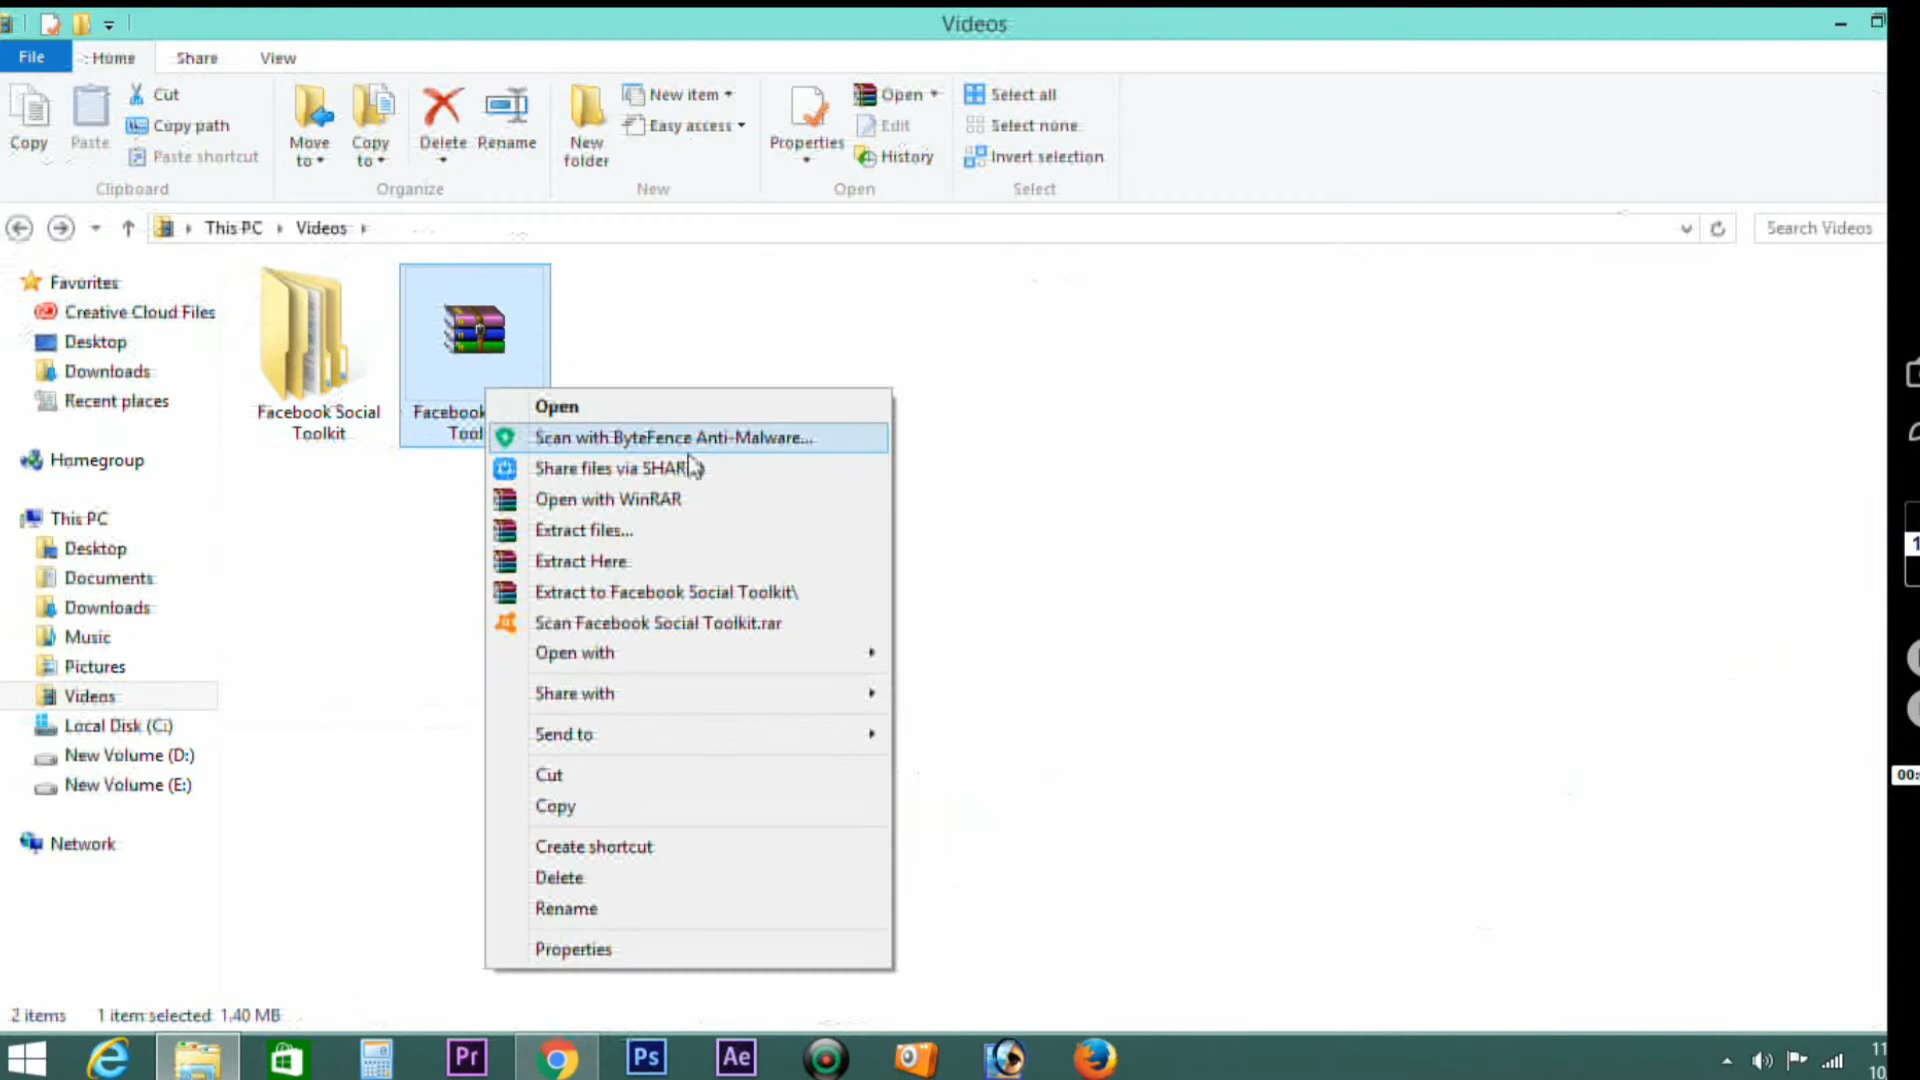 Videos
File Home Share View
Copy
Paste
Cut
Copy path
Paste shortcut
Clipboard
Move to
Copy to
Delete
Rename
Organize
New folder
New item
Easy access
New
Properties
Open
Edit
History
Open
Select all
Select none
Invert selection
Select
This PC Videos
Search Videos
Favorites
Creative Cloud Files
Desktop
Downloads
Recent places
Homegroup
This PC
Desktop
Documents
Downloads
Music
Pictures
Videos
Local Disk (C:)
New Volume (D:)
New Volume (E:)
Network
Facebook Social
Toolkit
Facebook
Tool
Open
Scan with ByteFence Anti-Malware...
Share files via SHAR
Open with WinRAR
Extract files...
Extract Here
Extract to Facebook Social Toolkit\
Scan Facebook Social Toolkit.rar
Open with
Share with
Send to
Cut
Copy
Create shortcut
Delete
Rename
Properties
2 items 1 item selected 1.40 MB
Pr
Ps
Ae
11
10
1
00: